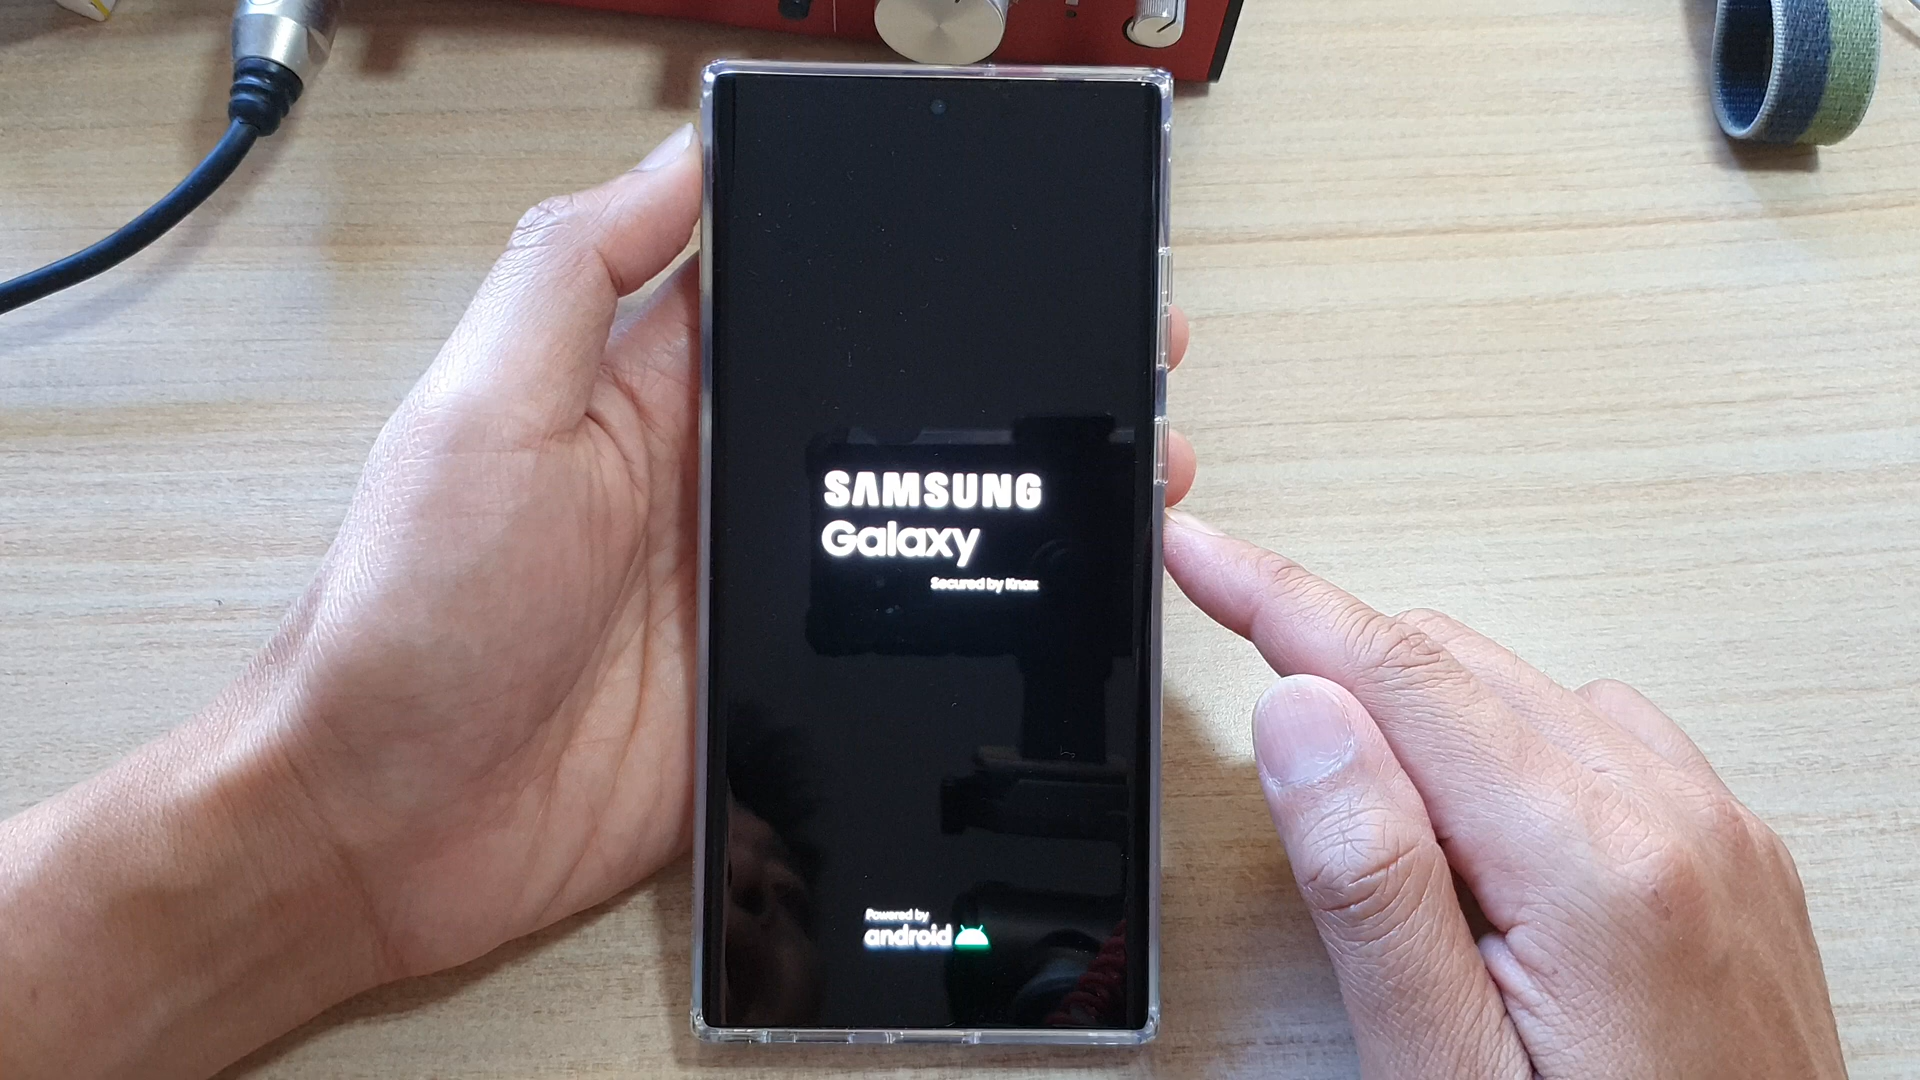 SAMSUNG
Galaxy
Secured by Knox
Powered by
android